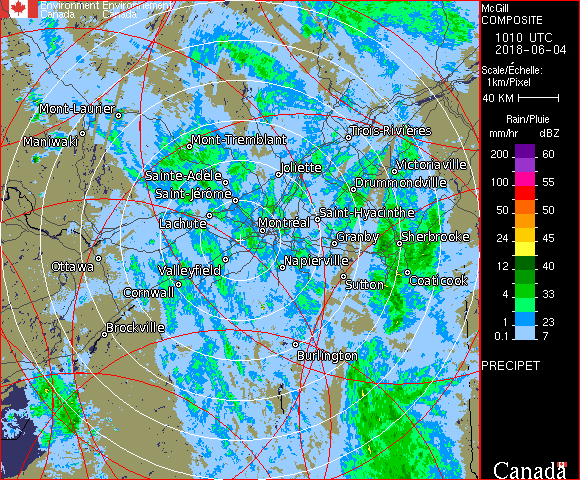 Environment Environnement
Canada Canada
McGill
COMPOSITE
1010 UTC
2018-06-04
Scale/Échelle:
1km/Pixel
40 KM
Rain/Pluie
mm/hr dBZ
200 60
100 55
50 50
24 45
12 40
4 33
1 23
0.1 7
PRECIPET
Canada
Mont-Laurier
Maniwaki
Mont-Tremblant
Trois-Rivières
Sainte-Adèle
Joliette
Victoriaville
Drummondville
Saint-Jérôme
Lachute
Montréal
Saint-Hyacinthe
Granby
Sherbrooke
Ottawa
Valleyfield
Napierville
Cornwall
Sutton
Coaticook
Brockville
Burlington